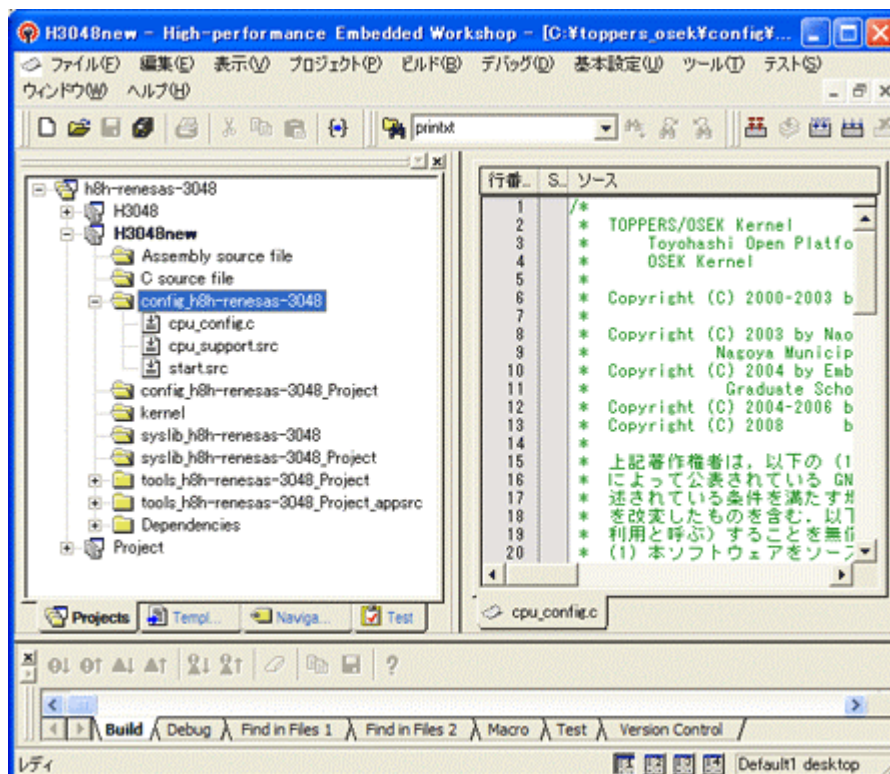 H3048new - High-performance Embedded Workshop - [C:¥toppers_osek¥config¥...
ファイル(F) 編集(E) 表示(V) プロジェクト(P) ビルド(B) デバッグ(D) 基本設定(U) ツール(T) テスト(S)
ウィンドウ(W) ヘルプ(H)
printxt
h8h-renesas-3048
H3048
H3048new
Assembly source file
C source file
config_h8h-renesas-3048
cpu_config.c
cpu_support.src
start.src
config_h8h-renesas-3048_Project
kernel
syslib_h8h-renesas-3048
syslib_h8h-renesas-3048_Project
tools_h8h-renesas-3048_Project
tools_h8h-renesas-3048_Project_appsrc
Dependencies
Project
Projects Templ... Naviga... Test
行番... S... ソース
1 /*
2 * TOPPERS/OSEK Kernel
3 * Toyohashi Open Platfo
4 * OSEK Kernel
5 *
6 * Copyright (C) 2000-2003 b
7 *
8 * Copyright (C) 2003 by Nao
9 * Nagoya Municip
10 * Copyright (C) 2004 by Emb
11 * Graduate Scho
12 * Copyright (C) 2004-2006 b
13 * Copyright (C) 2008 b
14 *
15 * 上記著作権者は，以下の (1
16 * によって公表されている GN
17 * 述されている条件を満たす場
18 * を改変したものを含む．以下
19 * 利用と呼ぶ）することを無償
20 * (1) 本ソフトウェアをソース
cpu_config.c
Build Debug Find in Files 1 Find in Files 2 Macro Test Version Control
レディ Default1 desktop